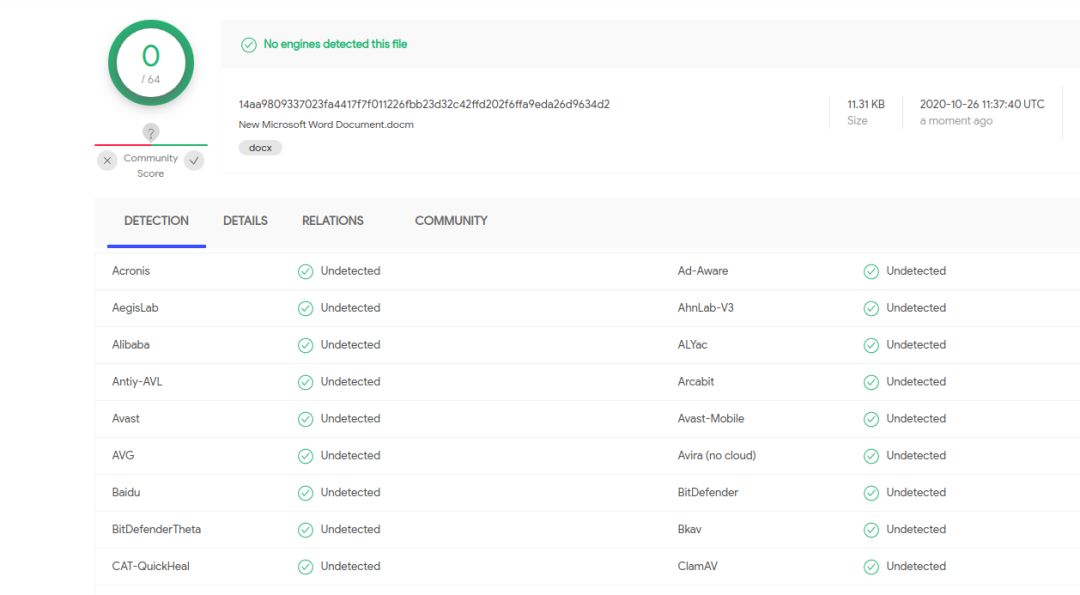 0
/ 64
?
Community
Score
No engines detected this file
14aa9809337023fa4417f7f011226fbb23d32c42ffd202f6ffa9eda26d9634d2
New Microsoft Word Document.docm
docx
11.31 KB
Size
2020-10-26 11:37:40 UTC
a moment ago
DETECTION DETAILS RELATIONS COMMUNITY
Acronis Undetected Ad-Aware Undetected
AegisLab Undetected AhnLab-V3 Undetected
Alibaba Undetected ALYac Undetected
Antiy-AVL Undetected Arcabit Undetected
Avast Undetected Avast-Mobile Undetected
AVG Undetected Avira (no cloud) Undetected
Baidu Undetected BitDefender Undetected
BitDefenderTheta Undetected Bkav Undetected
CAT-QuickHeal Undetected ClamAV Undetected